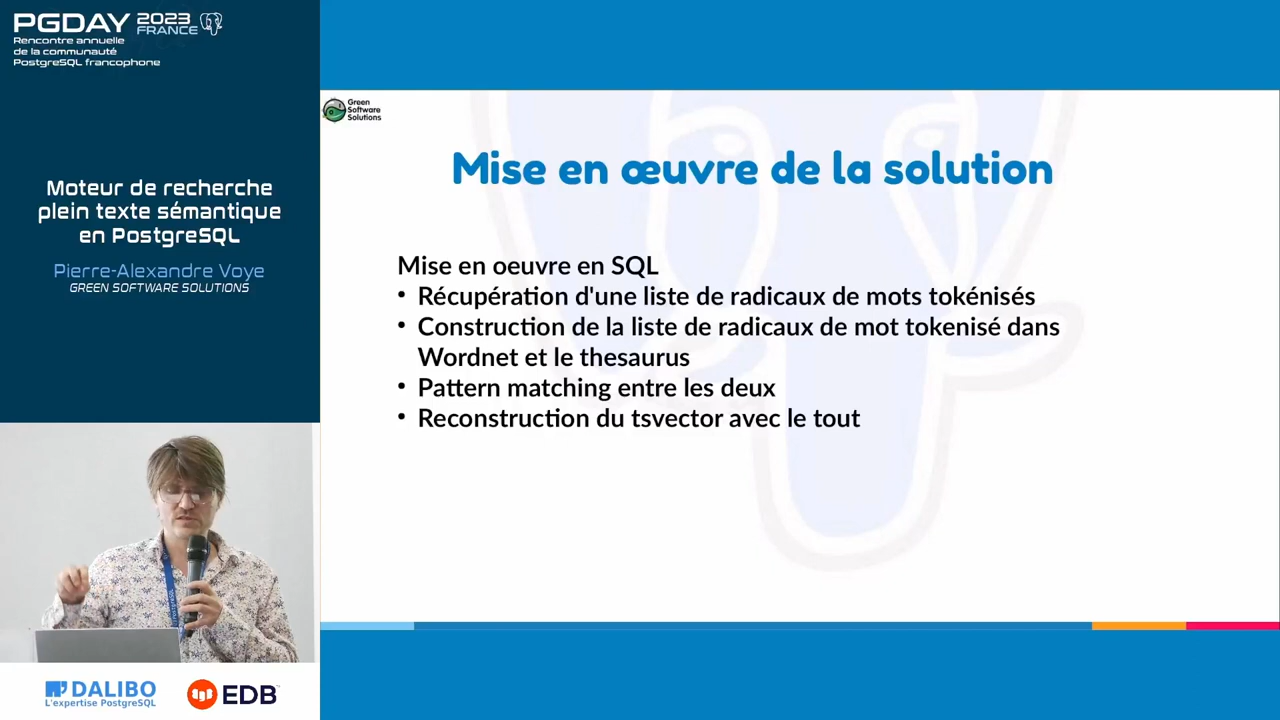 PGDAY 2023
FRANCE
Rencontre annuelle
de la communauté
PostgreSQL francophone
Moteur de recherche
plein texte sémantique
en PostgreSQL
Pierre-Alexandre Voye
GREEN SOFTWARE SOLUTIONS
Green
Software
Solutions
Mise en œuvre de la solution
Mise en oeuvre en SQL
• Récupération d'une liste de radicaux de mots tokénisés
• Construction de la liste de radicaux de mot tokenisé dans
Wordnet et le thesaurus
• Pattern matching entre les deux
• Reconstruction du tsvector avec le tout
PostgreSQL
DALIBO
L'expertise PostgreSQL
EDB